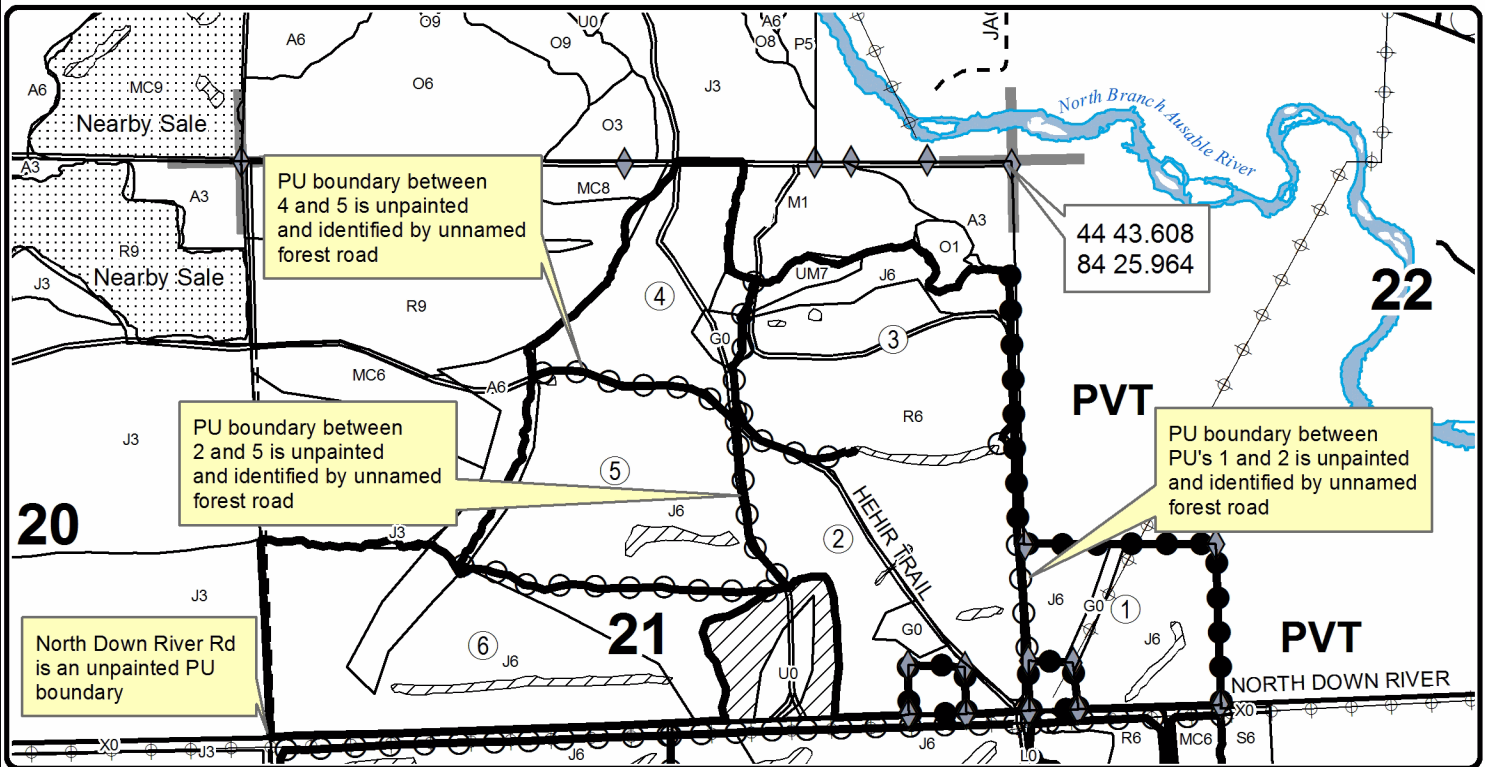 O9
U0
A6
JAC
A6
O9
O8
P5
O6
J3
A6
MC9
North Branch Ausable River
Nearby Sale
O3
A3
MC8
PU boundary between
4 and 5 is unpainted
and identified by unnamed
forest road
A3
M1
A3
O1
44 43.608
84 25.964
R9
Nearby Sale
UM7
J6
J3
4
22
R9
G0
3
MC6
A6
PVT
R6
PU boundary between
2 and 5 is unpainted
and identified by unnamed
forest road
PU boundary between
PU's 1 and 2 is unpainted
and identified by unnamed
forest road
J3
5
J6
HEHIR TRAIL
20
J3
2
J3
J6
G0
1
21
North Down River Rd
is an unpainted PU
boundary
6
J6
G0
J6
PVT
U0
NORTH DOWN RIVER
X0
X0
J3
J6
J6
L0
R6
MC6
S6